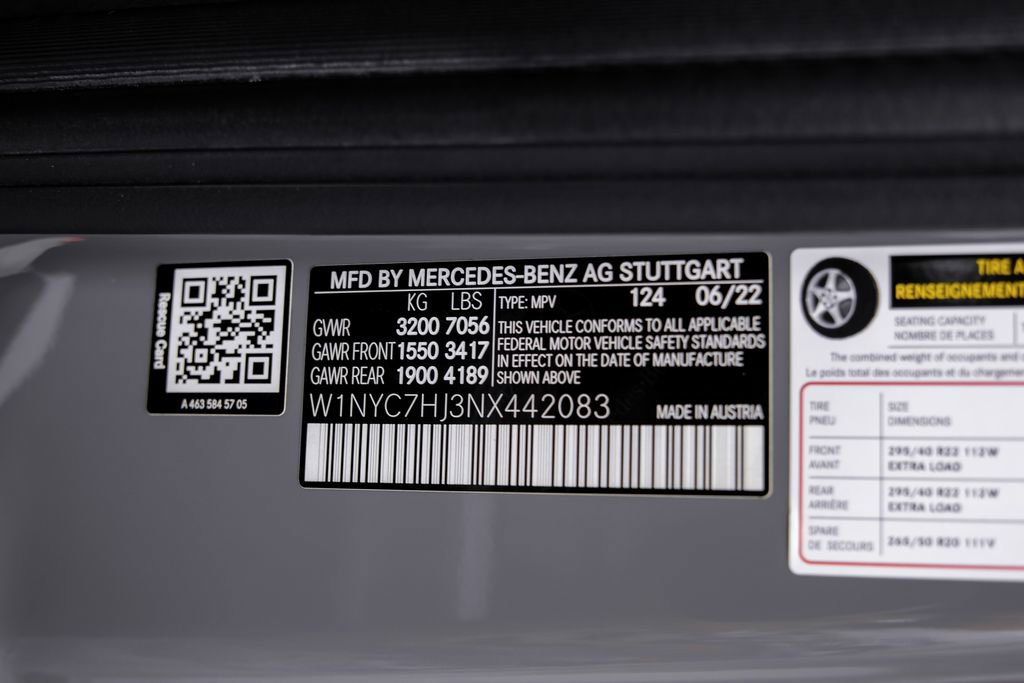 Rescue Card
A 463 584 57 05
MFD BY MERCEDES-BENZ AG STUTTGART
KG LBS TYPE: MPV 124 06/22
GWWR 3200 7056 THIS VEHICLE CONFORMS TO ALL APPLICABLE
GAWR FRONT 1550 3417 FEDERAL MOTOR VEHICLE SAFETY STANDARDS
IN EFFECT ON THE DATE OF MANUFACTURE
GAWR REAR 1900 4189 SHOWN ABOVE
W1NYC7HJ3NX442083 MADE IN AUSTRIA
TIRE
RENSEIGNEMENT
SEATING CAPACITY
NOMBRE DE PLACES
The combined weight of occupants and
Le poids total des occupants et du
TIRE SIZE
PNEU DIMENSIONS
FRONT 295/40 R22 112W
AVANT EXTRA LOAD
REAR 295/40 R22 112W
ARRIÈRE EXTRA LOAD
SPARE
DE SECOURS 265/50 R20 111V